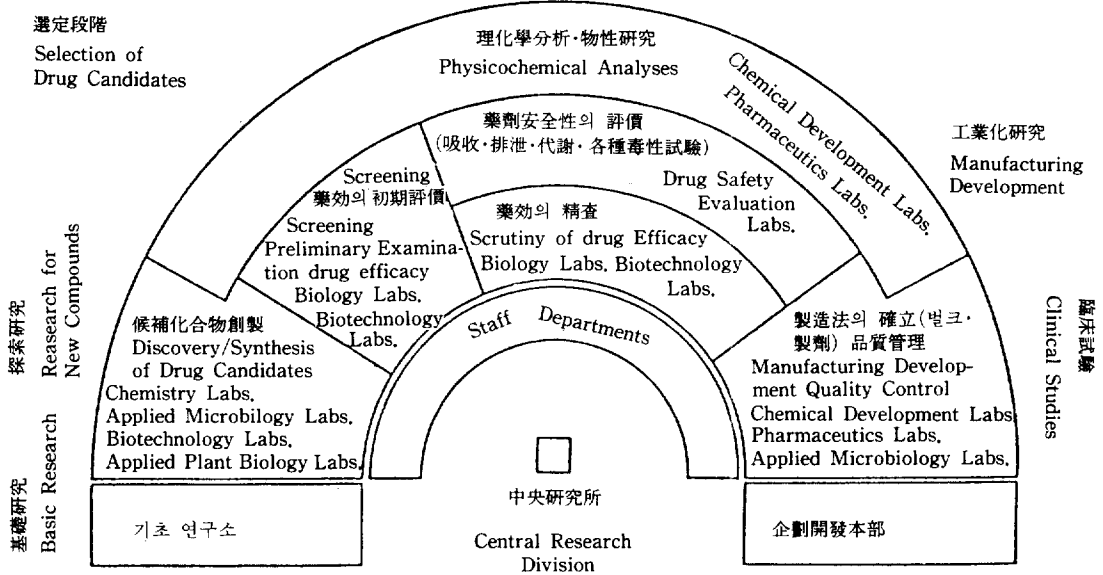 選定段階
Selection of
Drug Candidates
理化學分析·物性研究
Physicochemical Analyses
Chemical Development Labs.
Pharmaceutics Labs.
工業化研究
Manufacturing
Development
藥劑安全性의 評價
(吸收·排泄·代謝·各種毒性試驗)
Drug Safety
Evaluation
Labs.
Screening
藥効의 初期評價
Screening
Preliminary Examina-
tion drug efficacy
Biology Labs.
Biotechnology
Labs.
藥効의 精査
Scrutiny of drug Efficacy
Biology Labs. Biotechnology
Labs.
探索研究
Reasearch for
New Compounds
候補化合物創製
Discovery/Synthesis
of Drug Candidates
Chemistry Labs.
Applied Microbilogy Labs.
Biotechnology Labs.
Applied Plant Biology Labs.
Staff Departments
製造法의 確立(벌크·
製劑) 品質管理
Manufacturing Develop-
ment Quality Control
Chemical Development Labs
Pharmaceutics Labs.
Applied Microbiology Labs.
臨床試驗
Clinical Studies
基礎研究
Basic Research
기초 연구소
中央研究所
Central Research
Division
企劃開發本部